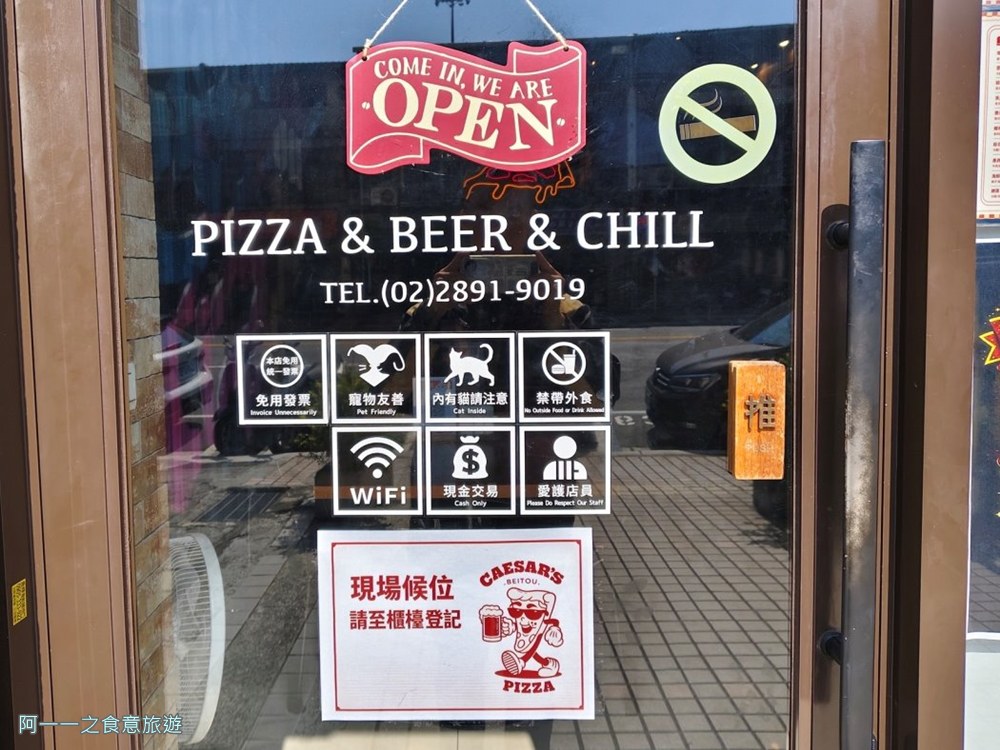 COME IN, WE ARE
OPEN
PIZZA & BEER & CHILL
TEL.(02)2891-9019
本店免用
統一發票
免用發票
Invoice Unnecessarily
寵物友善
Pet Friendly
內有貓請注意
Cat Inside
禁帶外食
No Outside Food or Drink Allowed
WiFi
$
現金交易
Cash Only
愛護店員
Please Do Respect Our Staff
推
PUSH
現場候位
請至櫃檯登記
CAESAR'S
·BEITOU·
PIZZA
阿一一之食意旅遊